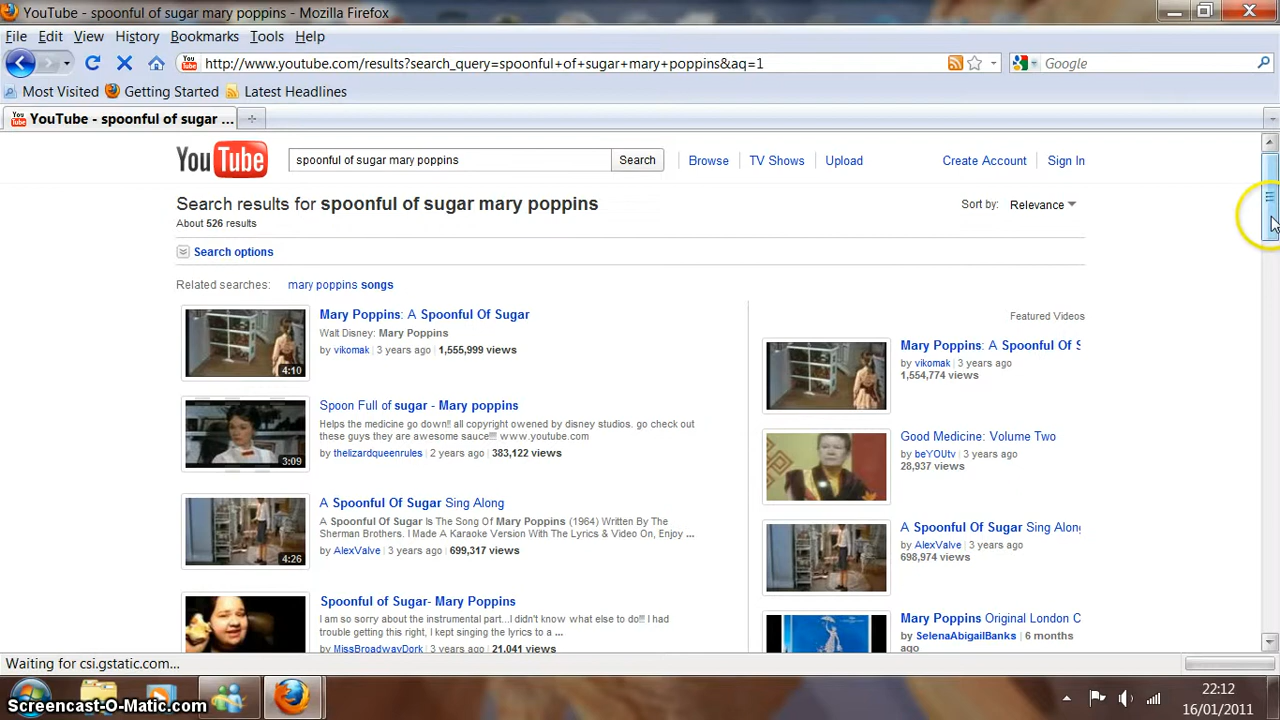 YouTube - spoonful of sugar mary poppins - Mozilla Firefox
File Edit View History Bookmarks Tools Help
You Tube http://www.youtube.com/results?search_query=spoonful+of+sugar+mary+poppins&aq=1 Google
Most Visited Getting Started Latest Headlines
You Tube YouTube - spoonful of sugar ...
YouTube spoonful of sugar mary poppins Search Browse TV Shows Upload Create Account Sign In
Search results for spoonful of sugar mary poppins Sort by: Relevance
About 526 results
Search options
Related searches: mary poppins songs
Mary Poppins: A Spoonful Of Sugar
Walt Disney: Mary Poppins
by vikomak 3 years ago 1,555,999 views
4:10
Spoon Full of sugar - Mary poppins
Helps the medicine go down!! all copyright owened by disney studios. go check out
these guys they are awesome sauce!!! www.youtube.com
by thelizardqueenrules 2 years ago 383,122 views
3:09
A Spoonful Of Sugar Sing Along
A Spoonful Of Sugar Is The Song Of Mary Poppins (1964) Written By The
Sherman Brothers. I Made A Karaoke Version With The Lyrics & Video On, Enjoy ...
by AlexValve 3 years ago 699,317 views
4:26
Spoonful of Sugar- Mary Poppins
I am so sorry about the instrumental part...I didn't know what else to do!! I had
trouble getting this right, I kept singing the lyrics to a ...
by MissBroadwayDork 3 years ago 21,041 views
Featured Videos
Mary Poppins: A Spoonful Of S
by vikomak 3 years ago
1,554,774 views
Good Medicine: Volume Two
by beYOUtv 3 years ago
28,937 views
A Spoonful Of Sugar Sing Along
by AlexValve 3 years ago
698,974 views
Mary Poppins Original London C
by SelenaAbigailBanks 6 months
ago
Waiting for csi.gstatic.com...
Screencast-O-Matic.com
22:12
16/01/2011